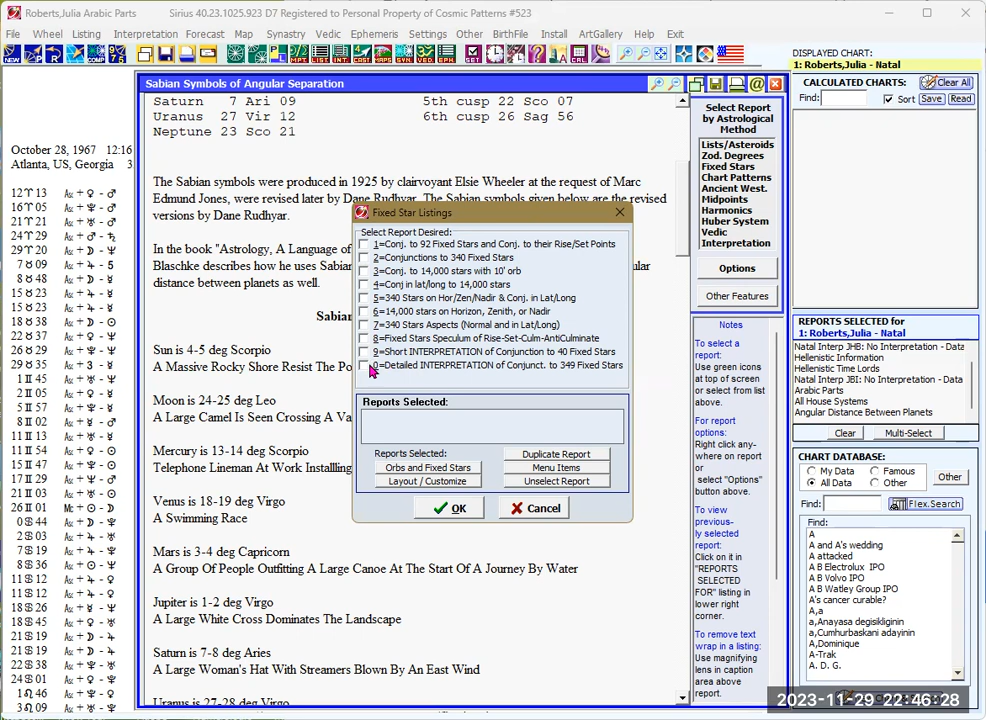 Roberts,Julia Arabic Parts Sirius 40.23.1025.923 D7 Registered to Personal Property of Cosmic Patterns #523
File Wheel Listing Interpretation Forecast Map Synastry Vedic Ephemeris Settings Other BirthFile Install ArtGallery Help Exit
DISPLAYED CHART:
1: Roberts,Julia - Natal
CALCULATED CHARTS: Clear All
Find: Sort Save Read
October 28, 1967 12:16
Atlanta, US, Georgia 3
12♈13 As + ♀ - ♂
16♈05 As + ♆ - ♂
21♈21 As + ♅ - ♂
24♈29 As + ♂ - ♄
29♈20 As + ☽ - ♆
18♊38 As + ☽ - ☉
Sabian Symbols of Angular Separation
Saturn 7 Ari 09 5th cusp 22 Sco 07
Uranus 27 Vir 12 6th cusp 26 Sag 56
Neptune 23 Sco 21
The Sabian symbols were produced in 1925 by clairvoyant Elsie Wheeler at the request of Marc
Edmund Jones, were revised later by Dane Rudhyar. The Sabian symbols given below are the revised
versions by Dane Rudhyar.
In the book "Astrology, A Language of
Blaschke describes how he uses Sabian
distance between planets as well.
Sun is 4-5 deg Scorpio
A Massive Rocky Shore Resist The Po
Moon is 24-25 deg Leo
A Large Camel Is Seen Crossing A Va
Mercury is 13-14 deg Scorpio
Telephone Lineman At Work Installling
Venus is 18-19 deg Virgo
A Swimming Race
Mars is 3-4 deg Capricorn
A Group Of People Outfitting A Large Canoe At The Start Of A Journey By Water
Jupiter is 1-2 deg Virgo
A Large White Cross Dominates The Landscape
Saturn is 7-8 deg Aries
A Large Woman's Hat With Streamers Blown By An East Wind
Uranus is 27-28 deg Virgo
Fixed Star Listings
Select Report Desired:
1=Conj. to 92 Fixed Stars and Conj. to their Rise/Set Points
2=Conjunctions to 340 Fixed Stars
3=Conj. to 14,000 stars with 10' orb
4=Conj in lat/long to 14,000 stars
5=340 Stars on Hor/Zen/Nadir & Conj. in Lat/Long
6=14,000 stars on Horizon, Zenith, or Nadir
7=340 Stars Aspects (Normal and in Lat/Long)
8=Fixed Stars Speculum of Rise-Set-Culm-AntiCulminate
9=Short INTERPRETATION of Conjunction to 40 Fixed Stars
0=Detailed INTERPRETATION of Conjunct. to 349 Fixed Stars
Reports Selected:
Reports Selected: Duplicate Report
Orbs and Fixed Stars Menu Items
Layout / Customize Unselect Report
OK Cancel
Select Report
by Astrological
Method
Lists/Asteroids
Zod. Degrees
Fixed Stars
Chart Patterns
Ancient West.
Midpoints
Harmonics
Huber System
Vedic
Interpretation
Options
Other Features
Notes
To select a
report:
Use green icons
at top of screen
or select from list
above.
For report
options:
Right click any-
where on report
or select
"Options"
button above.
To view
previous-
ly selected
report:
Click on it in
"REPORTS
SELECTED
FOR" listing in
lower right
corner.
To remove text
wrap in a listing:
Use magnifying
lens in caption
area above
report.
REPORTS SELECTED for
1: Roberts,Julia - Natal
Natal Interp JHB: No Interpretation - Data
Hellenistic Information
Hellenistic Time Lords
Natal Interp JBI: No Interpretation - Data
Arabic Parts
All House Systems
Angular Distance Between Planets
Clear Multi-Select
CHART DATABASE:
My Data Famous
All Data Other
Other
Find: Flex.Search
Find:
A
A and As's wedding
A attacked
A B Electrolux IPO
A B Volvo IPO
A B Watley Group IPO
A's cancer curable?
A,a
a,Anayasa degisikliginin
a,Cumhurbaskani adayinin
A,Dominique
A-Trak
A. D. G.
2023-11-29 22:46:28